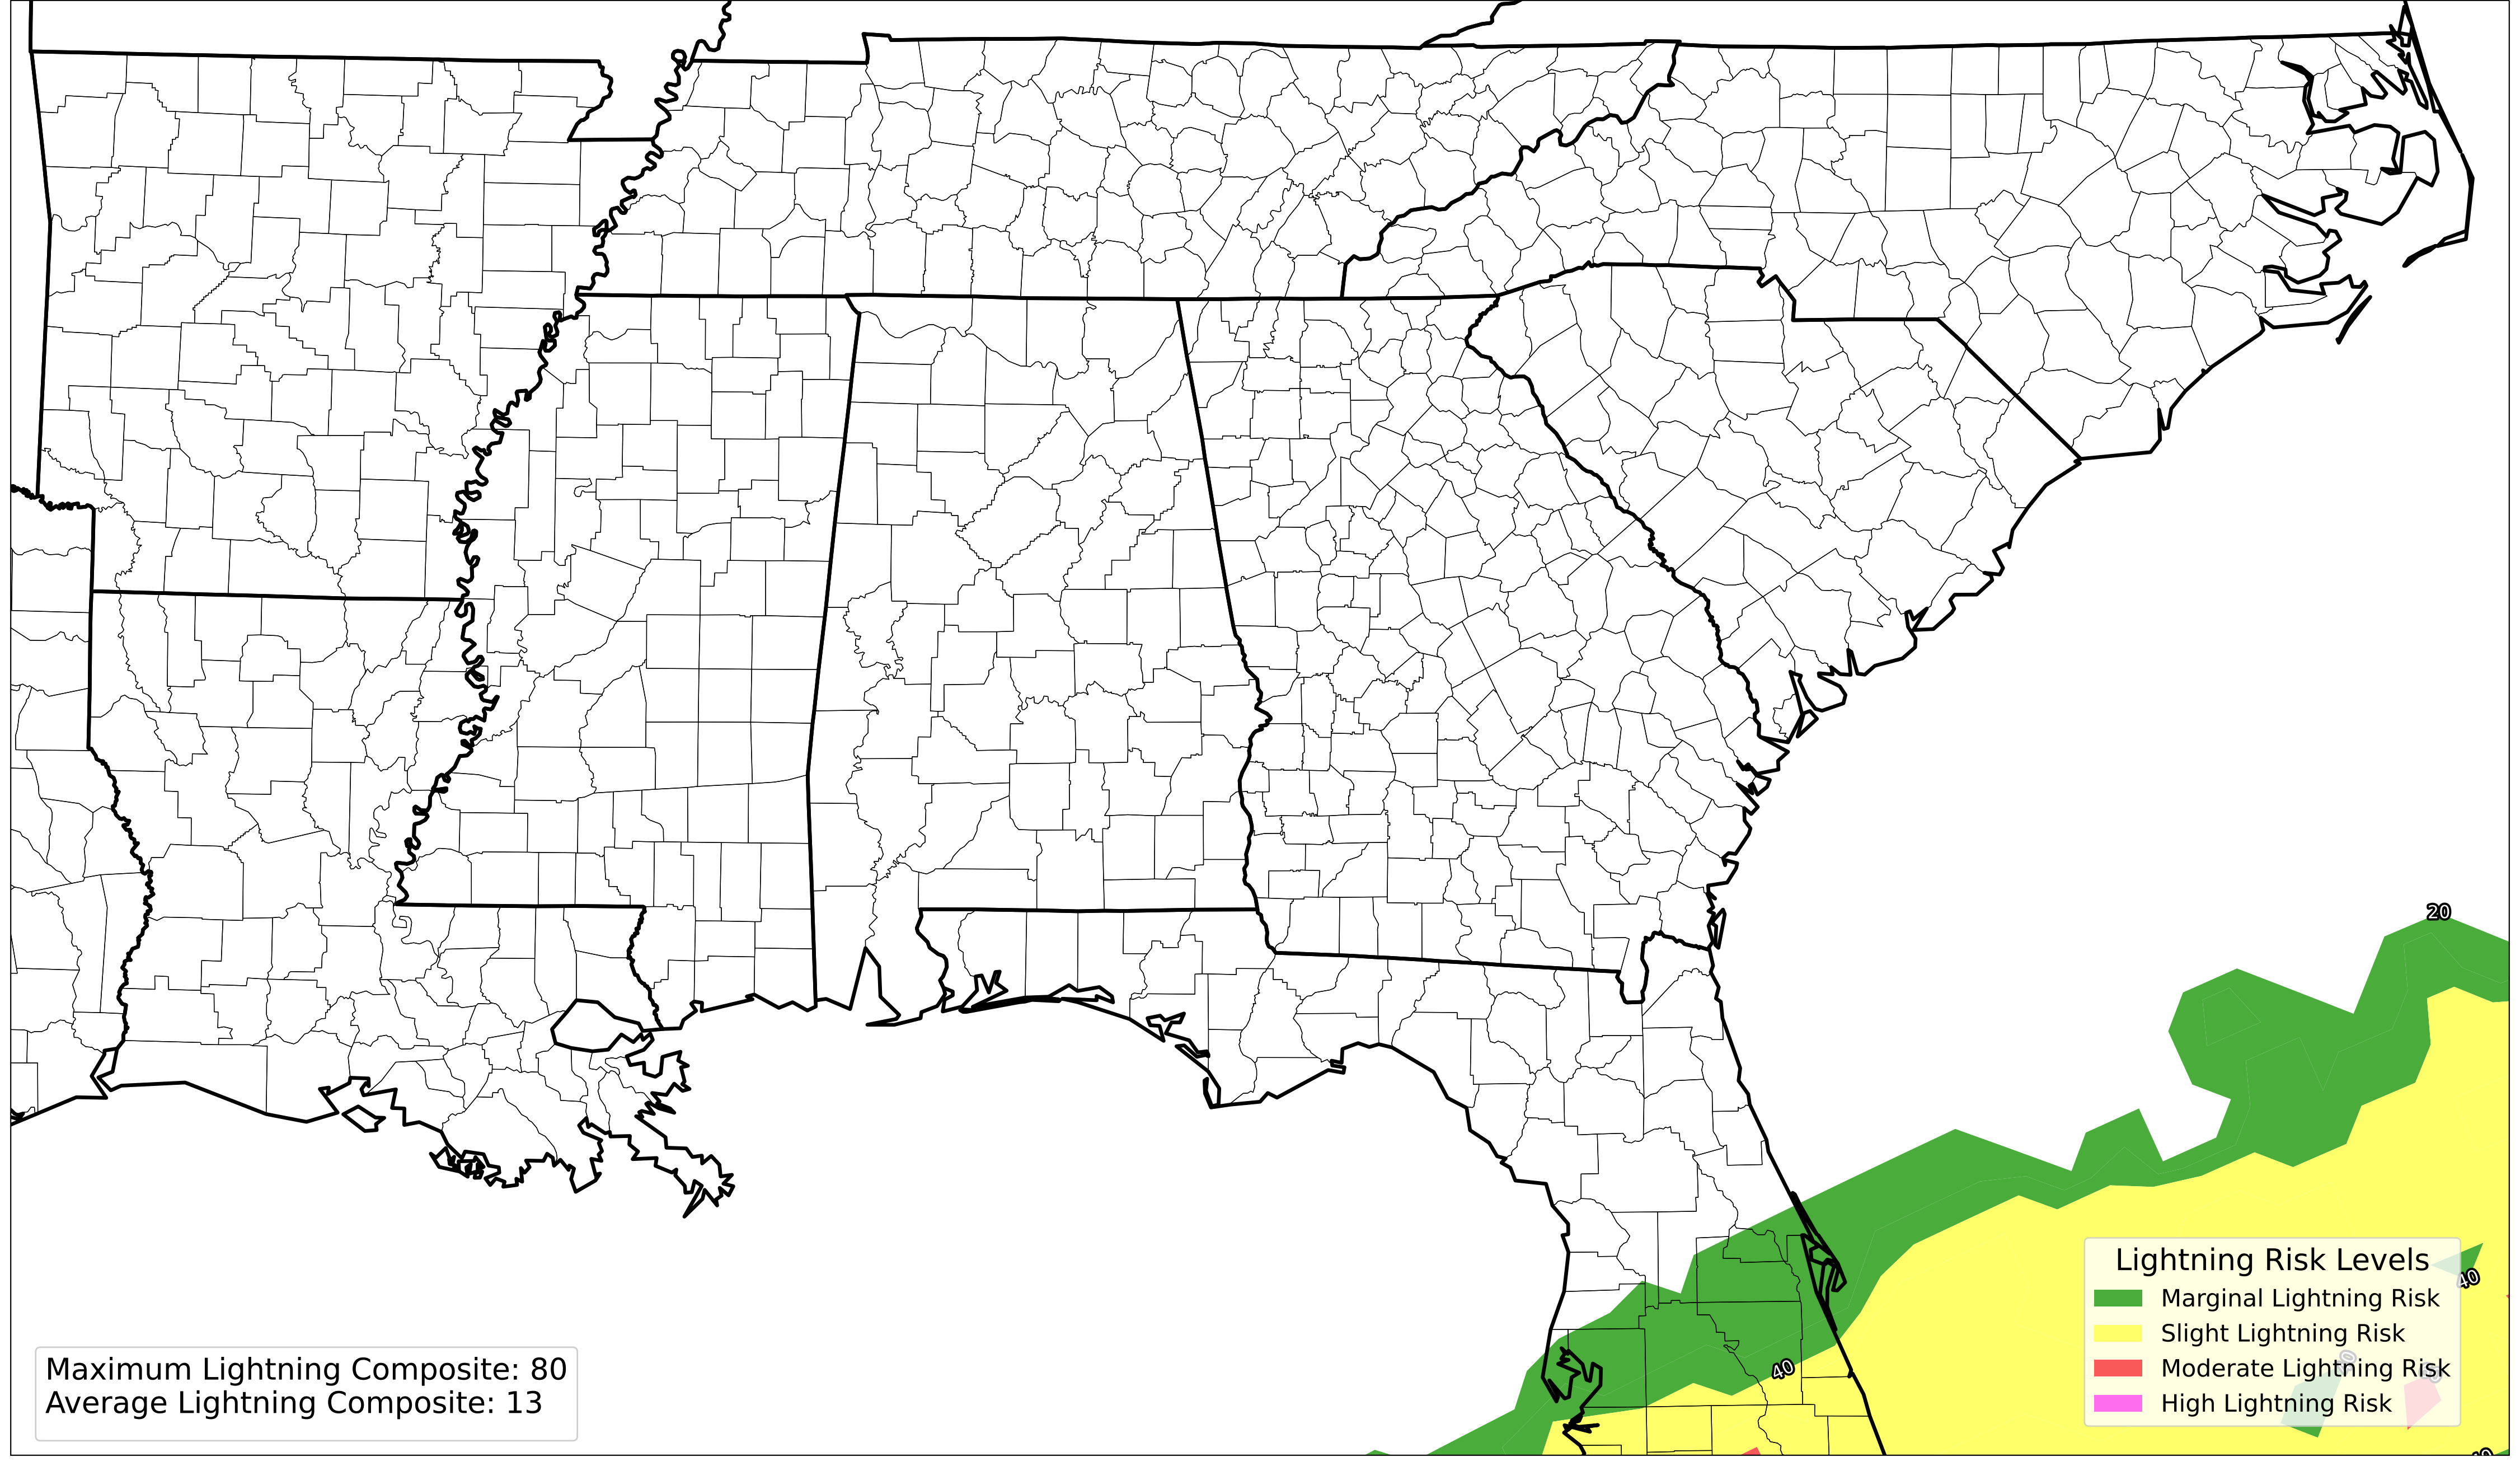 20
40
40
Lightning Risk Levels
Marginal Lightning Risk
Slight Lightning Risk
Moderate Lightning Risk
High Lightning Risk
Maximum Lightning Composite: 80
Average Lightning Composite: 13